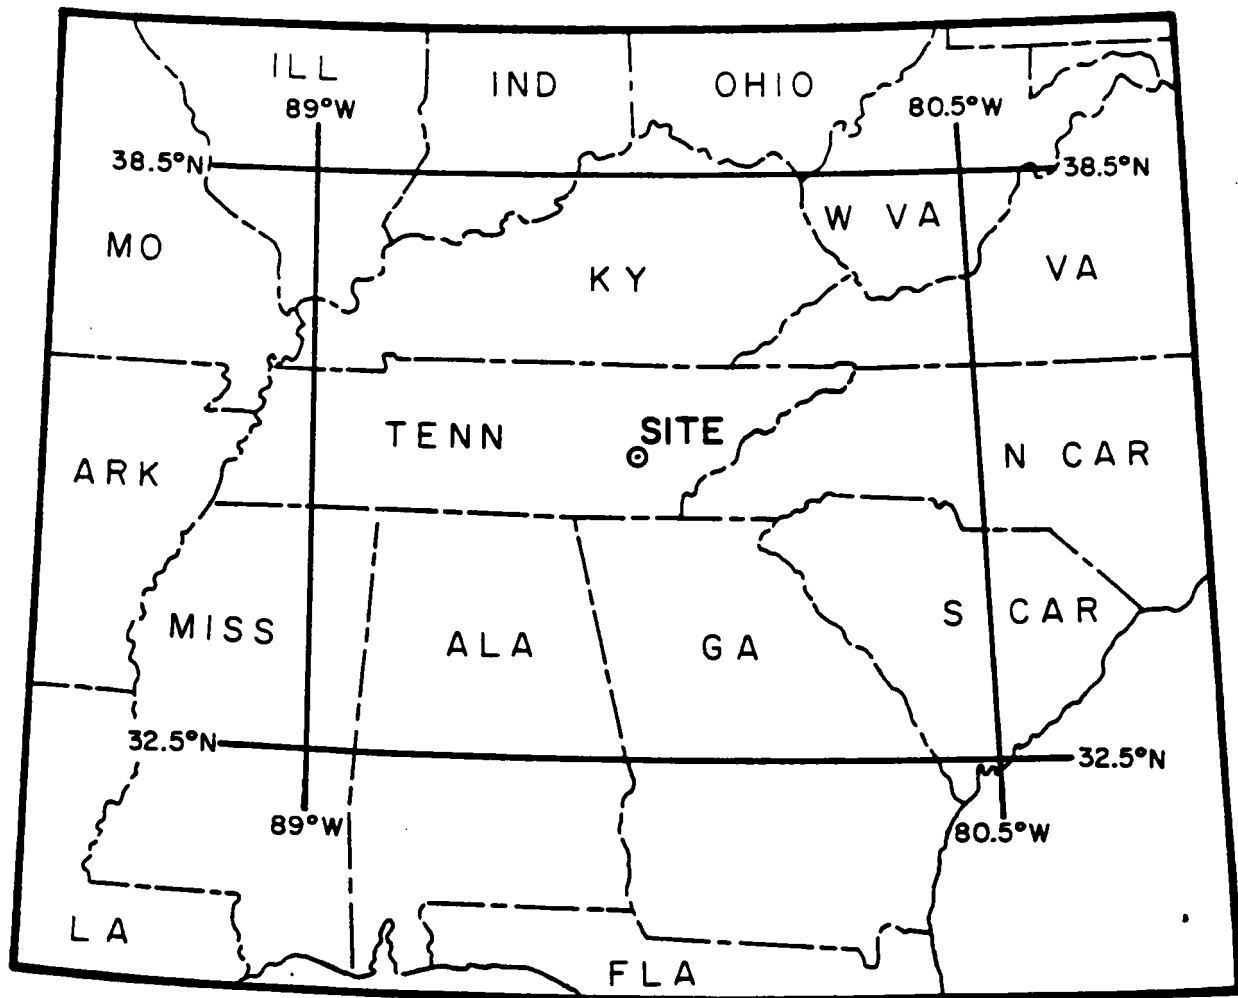 ILL
IND
OHIO
89°W
80.5°W
38.5°N
38.5°N
W VA
MO
KY
VA
SITE
TENN
N CAR
ARK
S CAR
MISS
ALA
GA
32.5°N
32.5°N
89°W
80.5°W
LA
FLA